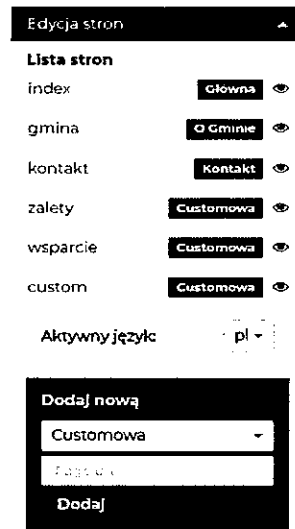 Edycja stron
Lista stron
index Główna
gmina O Gminie
kontakt Kontakt
zalety Customowa
wsparcie Customowa
custom Customowa
Aktywny język: pl
Dodaj nową
Customowa
Dodaj